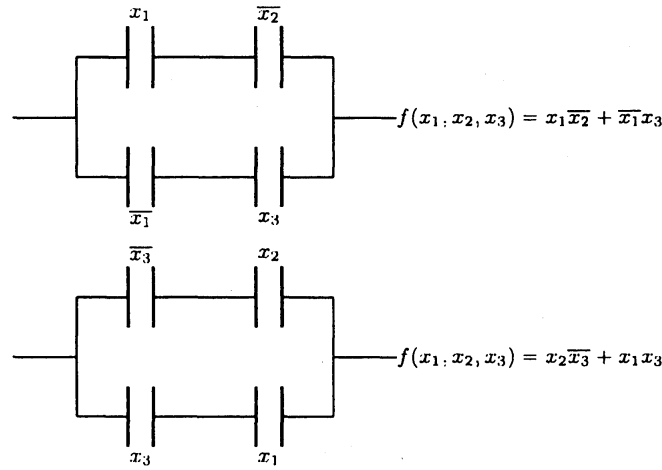 x₁ x̅₂
f(x₁, x₂, x₃) = x₁x̅₂ + x̅₁x₃
x̅₁ x₃
x̅₃ x₂
f(x₁, x₂, x₃) = x₂x̅₃ + x₁x₃
x₃ x₁